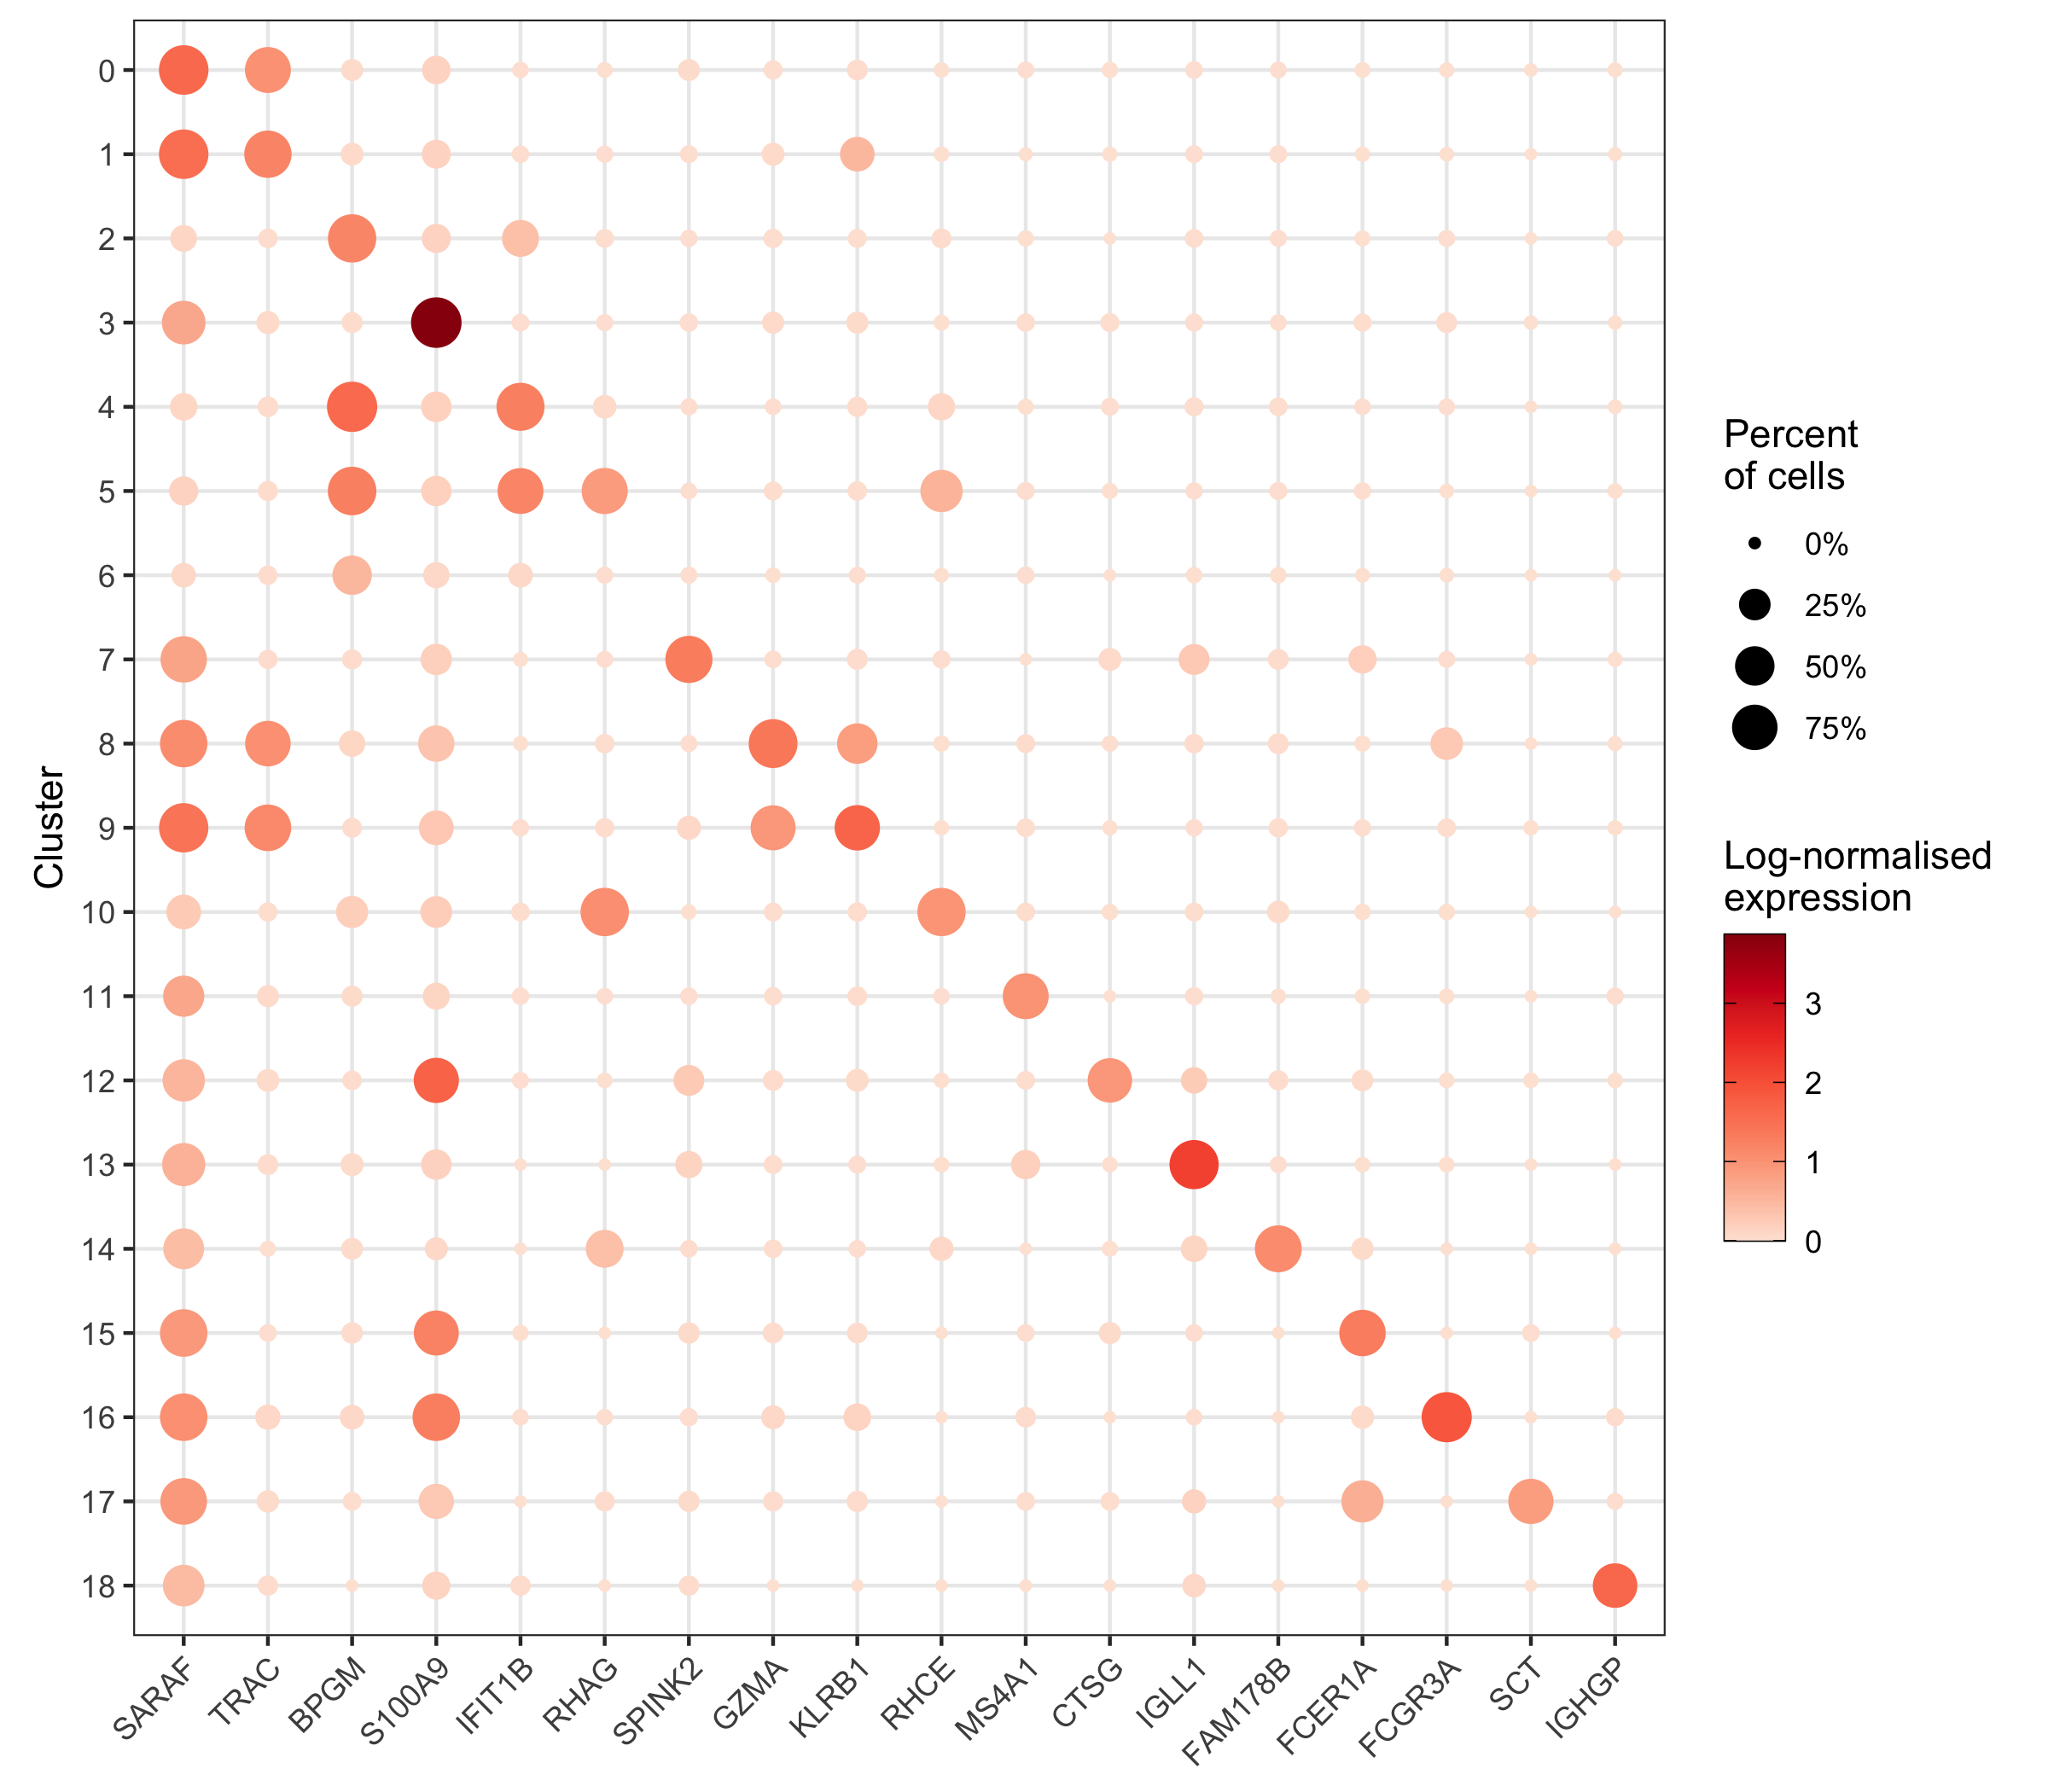 Cluster
0
1
2
3
4
5
6
7
8
9
10
11
12
13
14
15
16
17
18
SARAF
TRAC
BPGM
S100A9
IFIT1B
RHAG
SPINK2
GZMA
KLRB1
RHCE
MS4A1
CTSG
IGLL1
FAM178B
FCER1A
FCGR3A
SCT
IGHGP
Percent
of cells
0%
25%
50%
75%
Log-normalised
expression
3
2
1
0